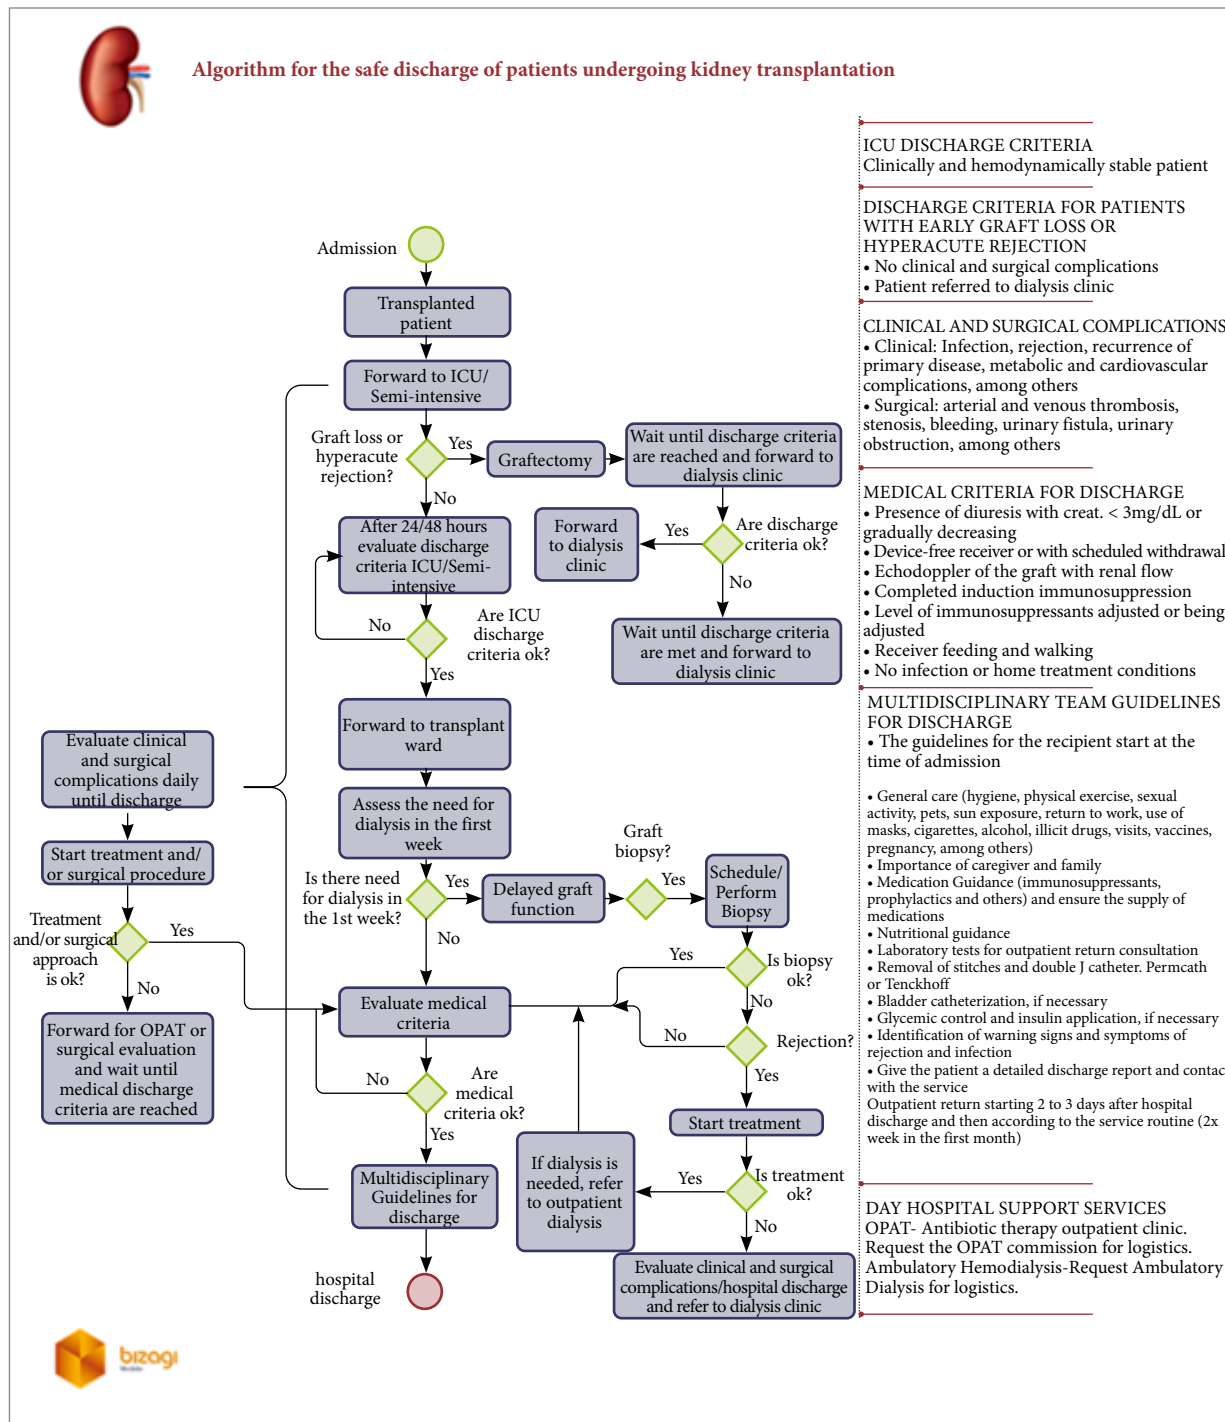 Algorithm for the safe discharge of patients undergoing kidney transplantation
Admission
Transplanted
patient
Forward to ICU/
Semi-intensive
Graft loss or
hyperacute
rejection?
Yes
Graftectomy
Wait until discharge criteria
are reached and forward to
dialysis clinic
No
After 24/48 hours
evaluate discharge
criteria ICU/Semi-
intensive
Forward
to dialysis
clinic
Yes
Are discharge
criteria ok?
No
No
Are ICU
discharge
criteria ok?
Wait until discharge criteria
are met and forward to
dialysis clinic
Yes
Forward to transplant
ward
Evaluate clinical
and surgical
complications daily
until discharge
Assess the need for
dialysis in the first
week
Start treatment and/
or surgical procedure
Is there need
for dialysis in
the 1st week?
Yes
Delayed graft
function
Graft
biopsy?
Yes
Schedule/
Perform
Biopsy
Treatment
and/or surgical
approach
is ok?
Yes
No
No
Yes
Is biopsy
ok?
No
Evaluate medical
criteria
Forward for OPAT or
surgical evaluation
and wait until
medical discharge
criteria are reached
No
Rejection?
Yes
No
Are
medical
criteria ok?
Yes
Start treatment
Multidisciplinary
Guidelines for
discharge
If dialysis is
needed, refer
to outpatient
dialysis
Yes
Is treatment
ok?
No
hospital
discharge
Evaluate clinical and surgical
complications/hospital discharge
and refer to dialysis clinic
ICU DISCHARGE CRITERIA
Clinically and hemodynamically stable patient
DISCHARGE CRITERIA FOR PATIENTS
WITH EARLY GRAFT LOSS OR
HYPERACUTE REJECTION
• No clinical and surgical complications
• Patient referred to dialysis clinic
CLINICAL AND SURGICAL COMPLICATIONS
• Clinical: Infection, rejection, recurrence of
primary disease, metabolic and cardiovascular
complications, among others
• Surgical: arterial and venous thrombosis,
stenosis, bleeding, urinary fistula, urinary
obstruction, among others
MEDICAL CRITERIA FOR DISCHARGE
• Presence of diuresis with creat. < 3mg/dL or
gradually decreasing
• Device-free receiver or with scheduled withdrawal
• Echodoppler of the graft with renal flow
• Completed induction immunosuppression
• Level of immunosuppressants adjusted or being
adjusted
• Receiver feeding and walking
• No infection or home treatment conditions
MULTIDISCIPLINARY TEAM GUIDELINES
FOR DISCHARGE
• The guidelines for the recipient start at the
time of admission
• General care (hygiene, physical exercise, sexual
activity, pets, sun exposure, return to work, use of
masks, cigarettes, alcohol, illicit drugs, visits, vaccines,
pregnancy, among others)
• Importance of caregiver and family
• Medication Guidance (immunosuppressants,
prophylactics and others) and ensure the supply of
medications
• Nutritional guidance
• Laboratory tests for outpatient return consultation
• Removal of stitches and double J catheter. Permcath
or Tenckhoff
• Bladder catheterization, if necessary
• Glycemic control and insulin application, if necessary
• Identification of warning signs and symptoms of
rejection and infection
• Give the patient a detailed discharge report and contac
with the service
Outpatient return starting 2 to 3 days after hospital
discharge and then according to the service routine (2x
week in the first month)
DAY HOSPITAL SUPPORT SERVICES
OPAT- Antibiotic therapy outpatient clinic.
Request the OPAT commission for logistics.
Ambulatory Hemodialysis-Request Ambulatory
Dialysis for logistics.
bizagi